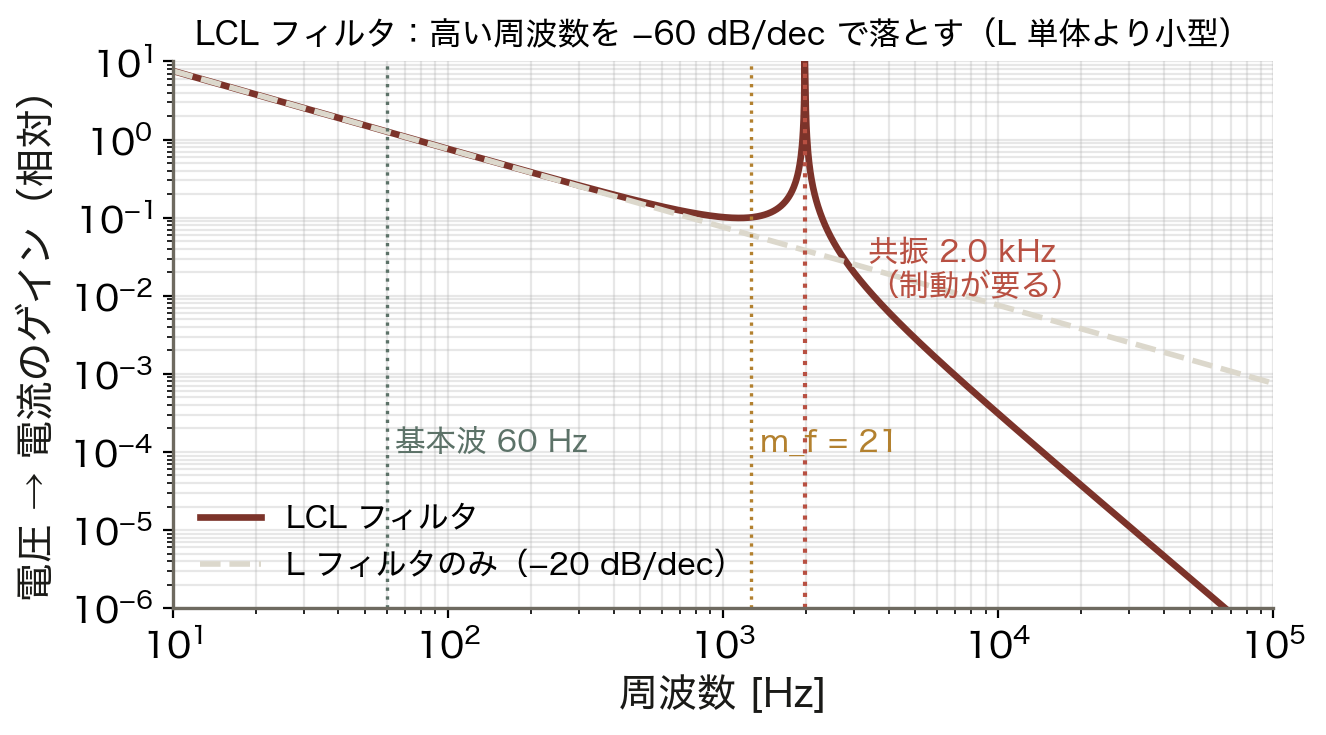 LCL フィルタ：高い周波数を −60 dB/dec で落とす（L 単体より小型）
電圧 → 電流のゲイン（相対）
10¹
10⁰
10⁻¹
10⁻²
10⁻³
10⁻⁴
10⁻⁵
10⁻⁶
共振 2.0 kHz
（制動が要る）
基本波 60 Hz
m_f = 21
LCL フィルタ
L フィルタのみ（−20 dB/dec）
10¹
10²
10³
10⁴
10⁵
周波数 [Hz]